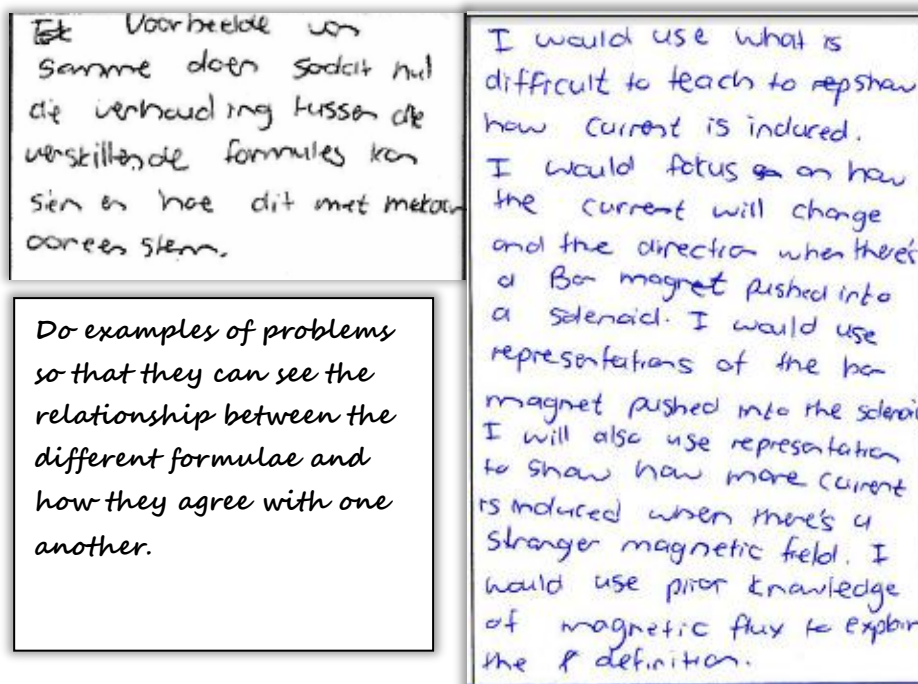 Voorbeelde van
somme doen sodat hul
die verhouding tussen die
verskillende formules kan
sien en hoe dit met mekaar
ooreen stem.
Do examples of problems
so that they can see the
relationship between the
different formulae and
how they agree with one
another.
I would use what is
difficult to teach to show
how current is induced.
I would fokus on how
the current will change
and the direction when there's
a Bar magnet pushed into
a solenoid. I would use
representations of the bar
magnet pushed into the solenoid
I will also use representation
to show how more current
is induced when there's a
stronger magnetic field. I
would use prior knowledge
of magnetic flux to explain
the definition.